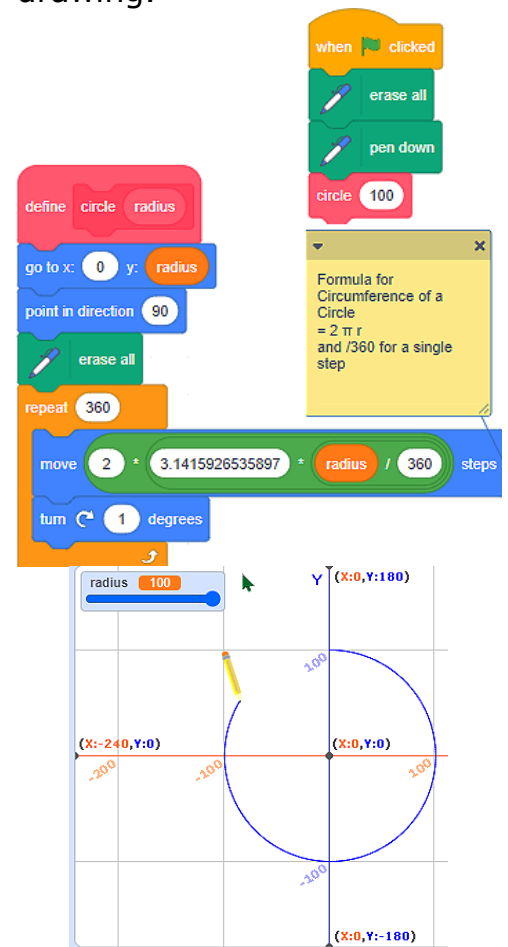 drawing.
when clicked
erase all
pen down
circle 100
define circle radius
go to x: 0 y: radius
point in direction 90
erase all
repeat 360
move 2 * 3.1415926535897 * radius / 360 steps
turn 1 degrees
Formula for
Circumference of a
Circle
= 2 π r
and /360 for a single
step
radius 100
Y (X:0,Y:180)
100
(X:-240,Y:0)
(X:0,Y:0)
-200
-100
100
-100
(X:0,Y:-180)